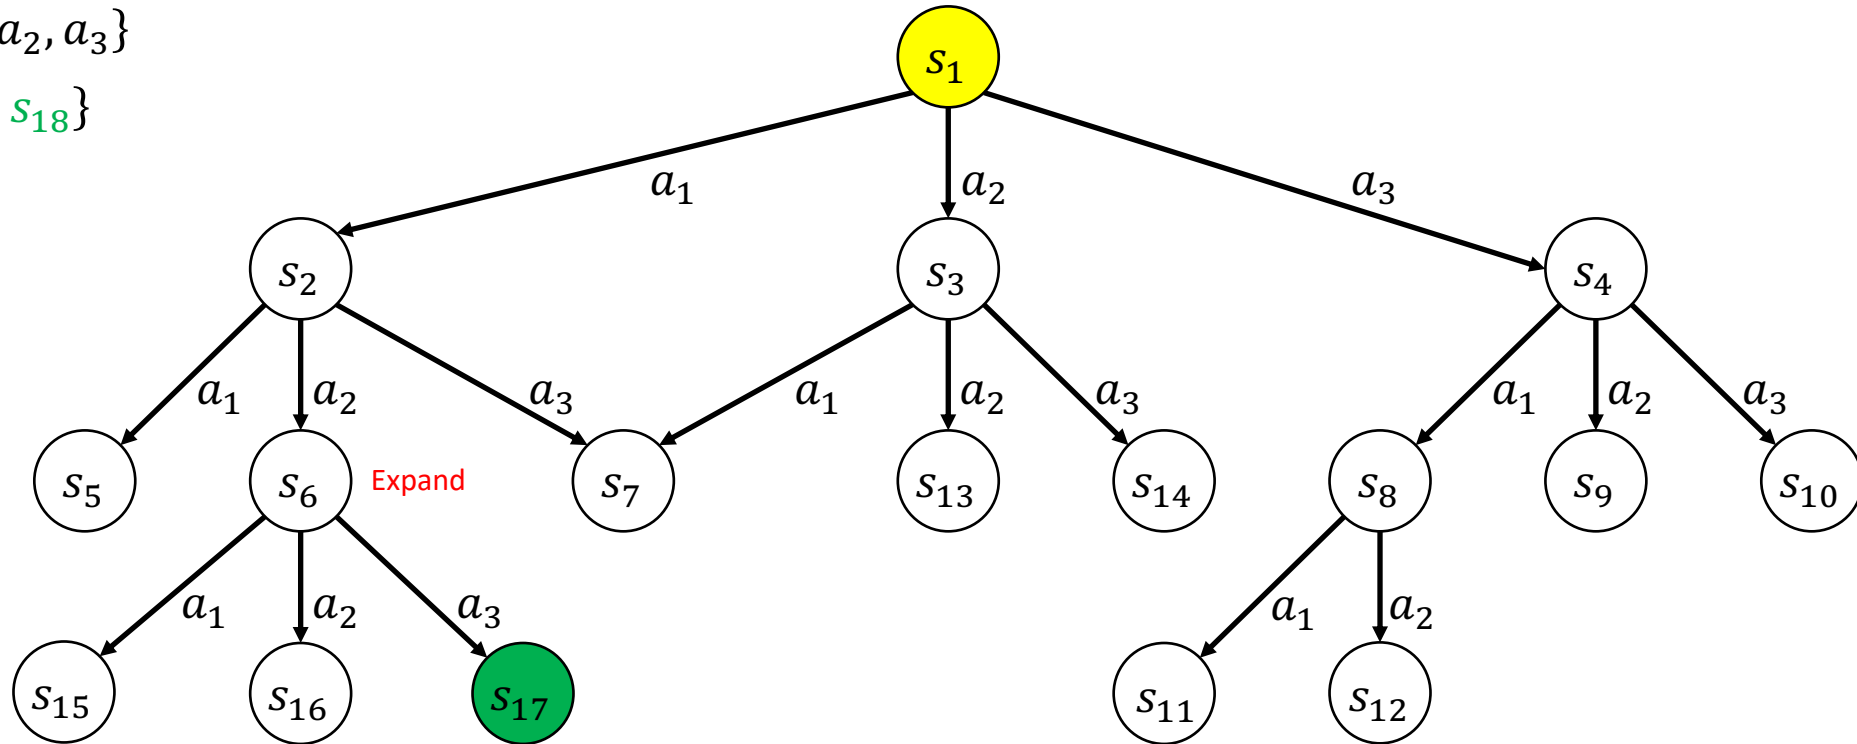 a₂, a₃}
s₁
s₁₈}
a₁ a₂ a₃
s₂ s₃ s₄
a₁ a₂ a₃ a₁ a₂ a₃ a₁ a₂ a₃
s₅ s₆ Expand s₇ s₁₃ s₁₄ s₈ s₉ s₁₀
a₁ a₂ a₃ a₁ a₂
s₁₅ s₁₆ s₁₇ s₁₁ s₁₂